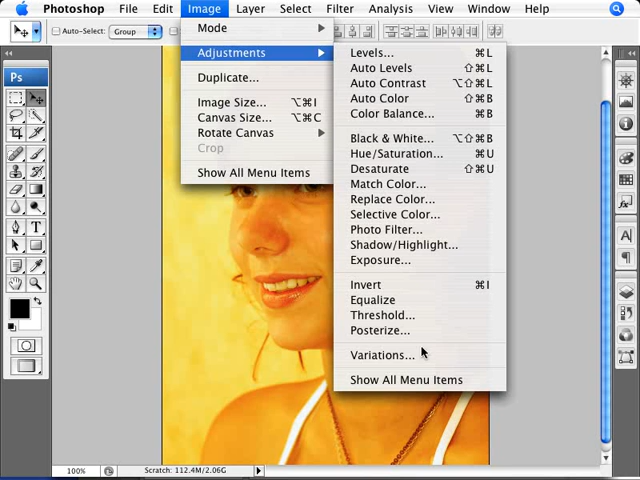 Photoshop File Edit Image Layer Select Filter Analysis View Window Help
Auto-Select: Group
Ps
Mode
Adjustments
Duplicate...
Image Size... ⌥⌘I
Canvas Size... ⌥⌘C
Rotate Canvas
Crop
Show All Menu Items
Levels... ⌘L
Auto Levels ⇧⌘L
Auto Contrast ⌥⇧⌘L
Auto Color ⇧⌘B
Color Balance... ⌘B
Black & White... ⌥⇧⌘B
Hue/Saturation... ⌘U
Desaturate ⇧⌘U
Match Color...
Replace Color...
Selective Color...
Photo Filter...
Shadow/Highlight...
Exposure...
Invert ⌘I
Equalize
Threshold...
Posterize...
Variations...
Show All Menu Items
100% Scratch: 112.4M/2.06G